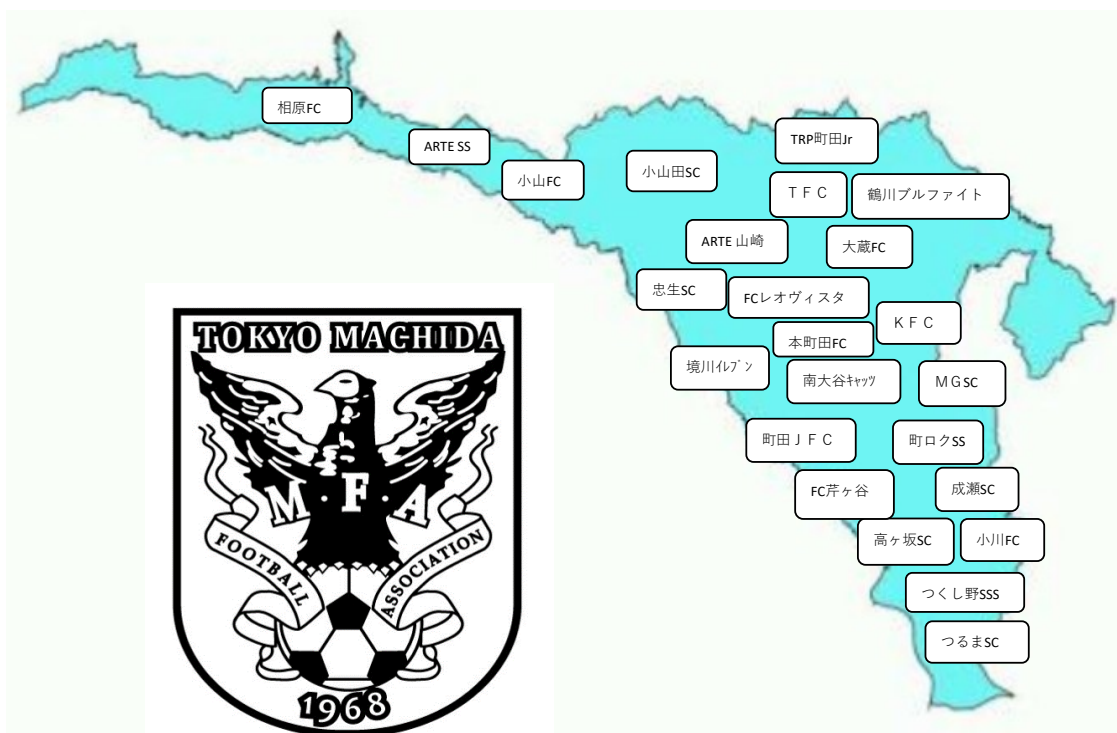 相原FC
ARTE SS
小山FC
小山田SC
TRP町田Jr
ＴＦＣ
鶴川ブルファイト
ARTE 山崎
大蔵FC
忠生SC
FCレオヴィスタ
ＫＦＣ
本町田FC
境川ｲﾚﾌﾞﾝ
南大谷ｷｬｯﾂ
ＭＧSC
町田ＪＦＣ
町ロクSS
FC芹ヶ谷
成瀬SC
高ヶ坂SC
小川FC
つくし野SSS
つるまSC
TOKYO MACHIDA
M・F・A
FOOTBALL
ASSOCIATION
1968